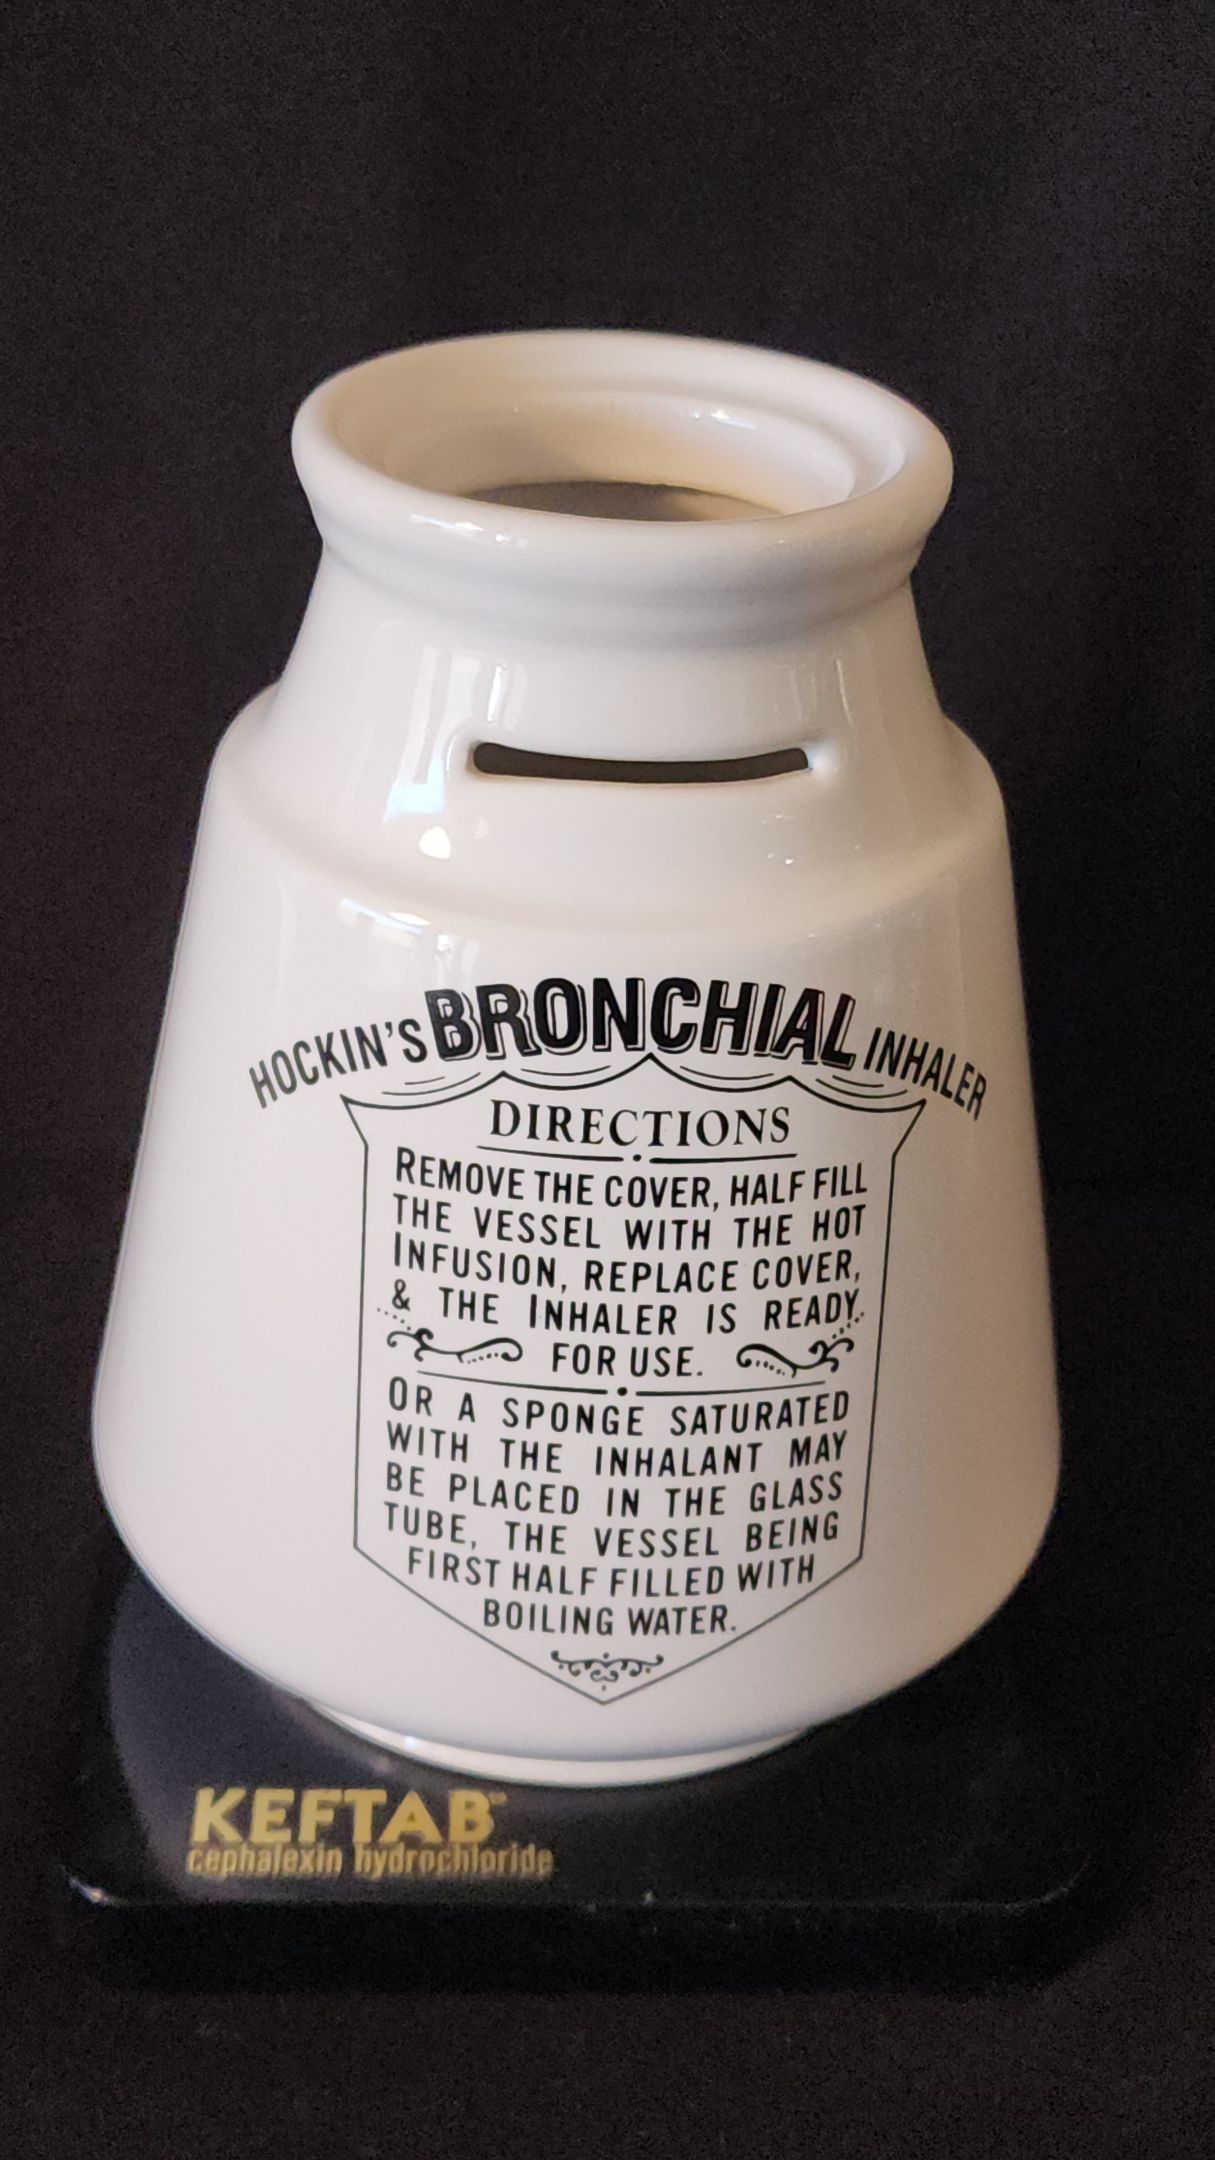 HOCKIN'S BRONCHIAL INHALER
DIRECTIONS
REMOVE THE COVER, HALF FILL
THE VESSEL WITH THE HOT
INFUSION, REPLACE COVER,
& THE INHALER IS READY
FOR USE.
OR A SPONGE SATURATED
WITH THE INHALANT MAY
BE PLACED IN THE GLASS
TUBE, THE VESSEL BEING
FIRST HALF FILLED WITH
BOILING WATER.
KEFTAB®
cephalexin hydrochloride